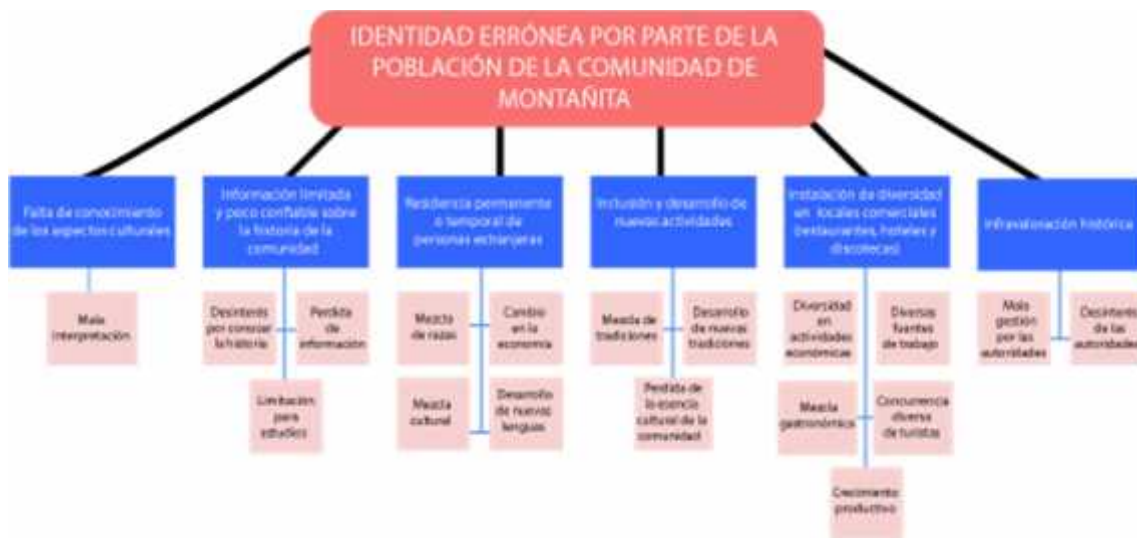 IDENTIDAD ERRÓNEA POR PARTE DE LA
POBLACIÓN DE LA COMUNIDAD DE
MONTAÑITA
Falta de conocimiento
de los aspectos culturales
Información limitada
y poco confiable sobre
la historia de la
comunidad
Residencia permanente
o temporal de
personas extranjeras
Inclusión y desarrollo de
nuevas actividades
Instalación de diversidad
en locales comerciales
(restaurantes, hoteles y
discotecas)
Infravaloración histórica
Mala
interpretación
Desinterés
por conocer
la historia
Perdida
de
información
Limitación
para
estudios
Mezcla
de razas
Cambio
en la
economía
Mezcla
cultural
Desarrollo
de nuevas
lenguas
Mezcla de
tradiciones
Desarrollo
de nuevas
tradiciones
Perdida de
la esencia
cultural de la
comunidad
Diversidad
en
actividades
económicas
Diversas
fuentes
de trabajo
Mezcla
gastronómica
Concurrencia
diversa
de turistas
Crecimiento
productivo
Mala
gestión
por las
autoridades
Desinterés
de las
autoridades